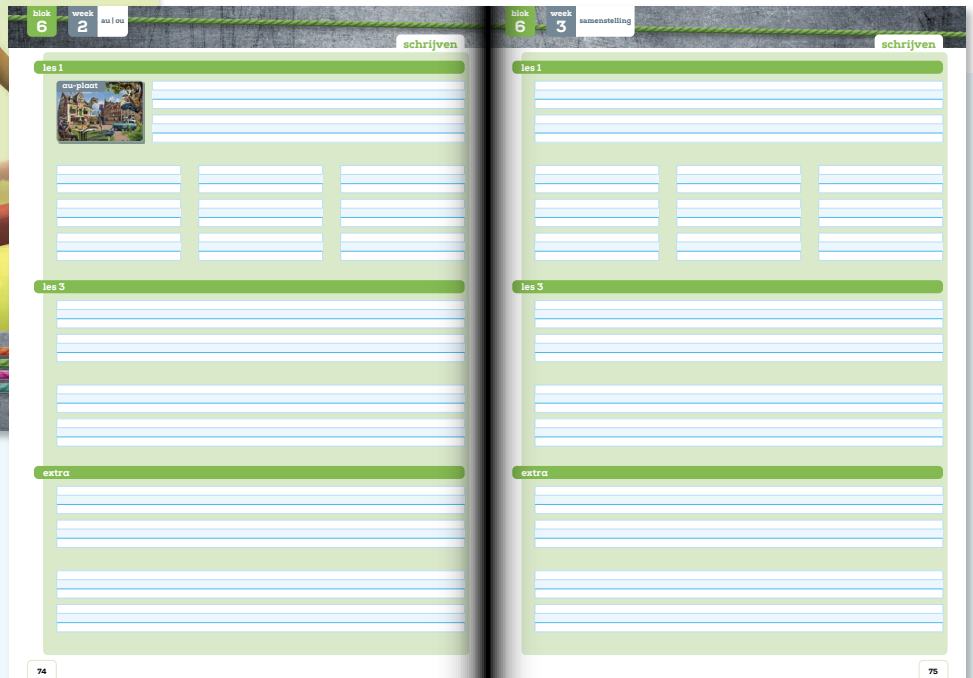 blok
6
week
2
au|ou
schrijven
les 1
au-plaat
les 3
extra
74
blok
6
week
3
samenstelling
schrijven
les 1
les 3
extra
75